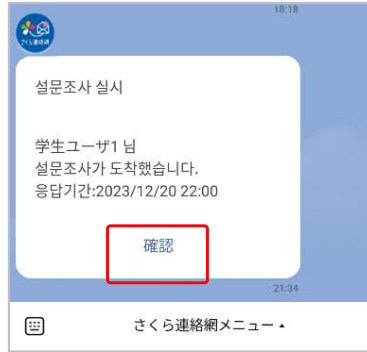 18:18
さくら連絡網
설문조사 실시
学生ユーザ1 님
설문조사가 도착했습니다.
응답기간:2023/12/20 22:00
確認
21:34
さくら連絡網メニュー